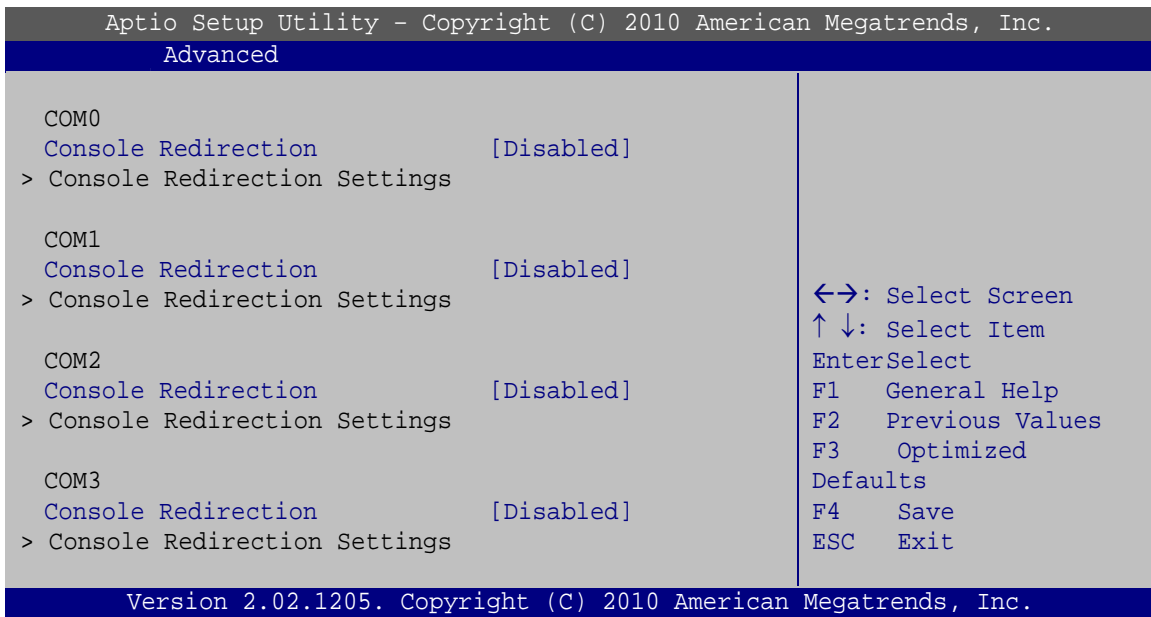 Aptio Setup Utility – Copyright (C) 2010 American Megatrends, Inc.
Advanced
COM0
Console Redirection [Disabled]
> Console Redirection Settings
COM1
Console Redirection [Disabled]
> Console Redirection Settings
COM2
Console Redirection [Disabled]
> Console Redirection Settings
COM3
Console Redirection [Disabled]
> Console Redirection Settings
←→: Select Screen
↑ ↓: Select Item
EnterSelect
F1 General Help
F2 Previous Values
F3 Optimized
Defaults
F4 Save
ESC Exit
Version 2.02.1205. Copyright (C) 2010 American Megatrends, Inc.